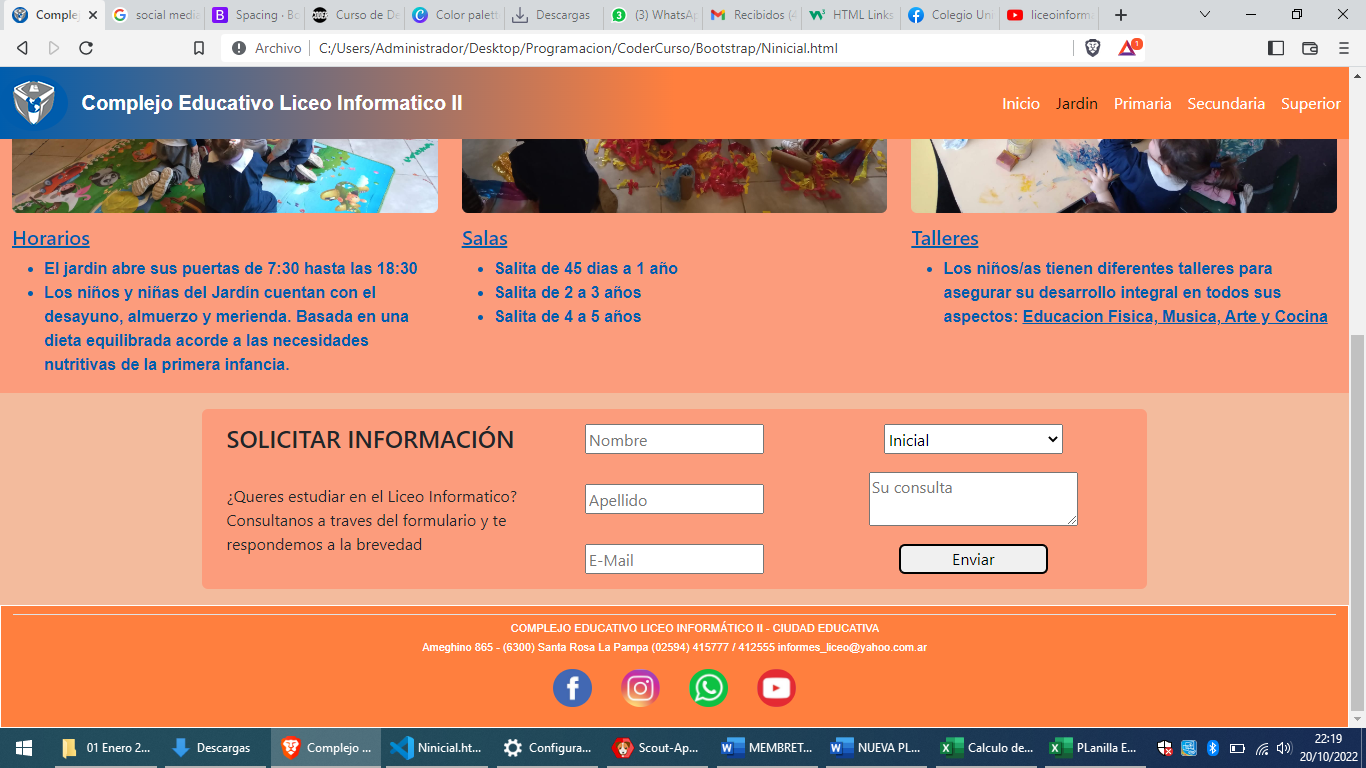 Complej
social media
Spacing · Bo
Curso de De
Color palett
Descargas
(3) WhatsAp
Recibidos (4
HTML Links
Colegio Uni
liceoinforma
Archivo
C:/Users/Administrador/Desktop/Programacion/CoderCurso/Bootstrap/Ninicial.html
1
Complejo Educativo Liceo Informatico II
Inicio Jardin Primaria Secundaria Superior
Horarios
El jardin abre sus puertas de 7:30 hasta las 18:30
Los niños y niñas del Jardín cuentan con el
desayuno, almuerzo y merienda. Basada en una
dieta equilibrada acorde a las necesidades
nutritivas de la primera infancia.
Salas
Salita de 45 dias a 1 año
Salita de 2 a 3 años
Salita de 4 a 5 años
Talleres
Los niños/as tienen diferentes talleres para
asegurar su desarrollo integral en todos sus
aspectos: Educacion Fisica, Musica, Arte y Cocina
SOLICITAR INFORMACIÓN
¿Queres estudiar en el Liceo Informatico?
Consultanos a traves del formulario y te
respondemos a la brevedad
Nombre
Apellido
E-Mail
Inicial
Su consulta
Enviar
COMPLEJO EDUCATIVO LICEO INFORMÁTICO II - CIUDAD EDUCATIVA
Ameghino 865 - (6300) Santa Rosa La Pampa (02594) 415777 / 412555 informes_liceo@yahoo.com.ar
01 Enero 2...
Descargas
Complejo ...
Ninicial.ht...
Configura...
Scout-Ap...
MEMBRET...
NUEVA PL...
Calculo de...
PLanilla E...
22:19
20/10/2022